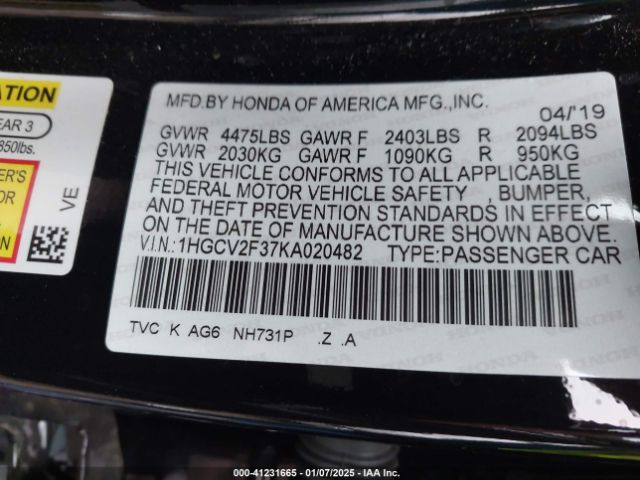 ATION
EAR 3
850lbs.
ER'S
OR
VE
MFD.BY HONDA OF AMERICA MFG.,INC.
04/'19
GVWR 4475LBS GAWR F 2403LBS R 2094LBS
GVWR 2030KG GAWR F 1090KG R 950KG
THIS VEHICLE CONFORMS TO ALL APPLICABLE
FEDERAL MOTOR VEHICLE SAFETY , BUMPER,
AND THEFT PREVENTION STANDARDS IN EFFECT
ON THE DATE OF MANUFACTURE SHOWN ABOVE.
V.I.N.:1HGCV2F37KA020482 TYPE:PASSENGER CAR
TVC K AG6 NH731P .Z .A
000-41231665 | 01/07/2025 - IAA Inc.